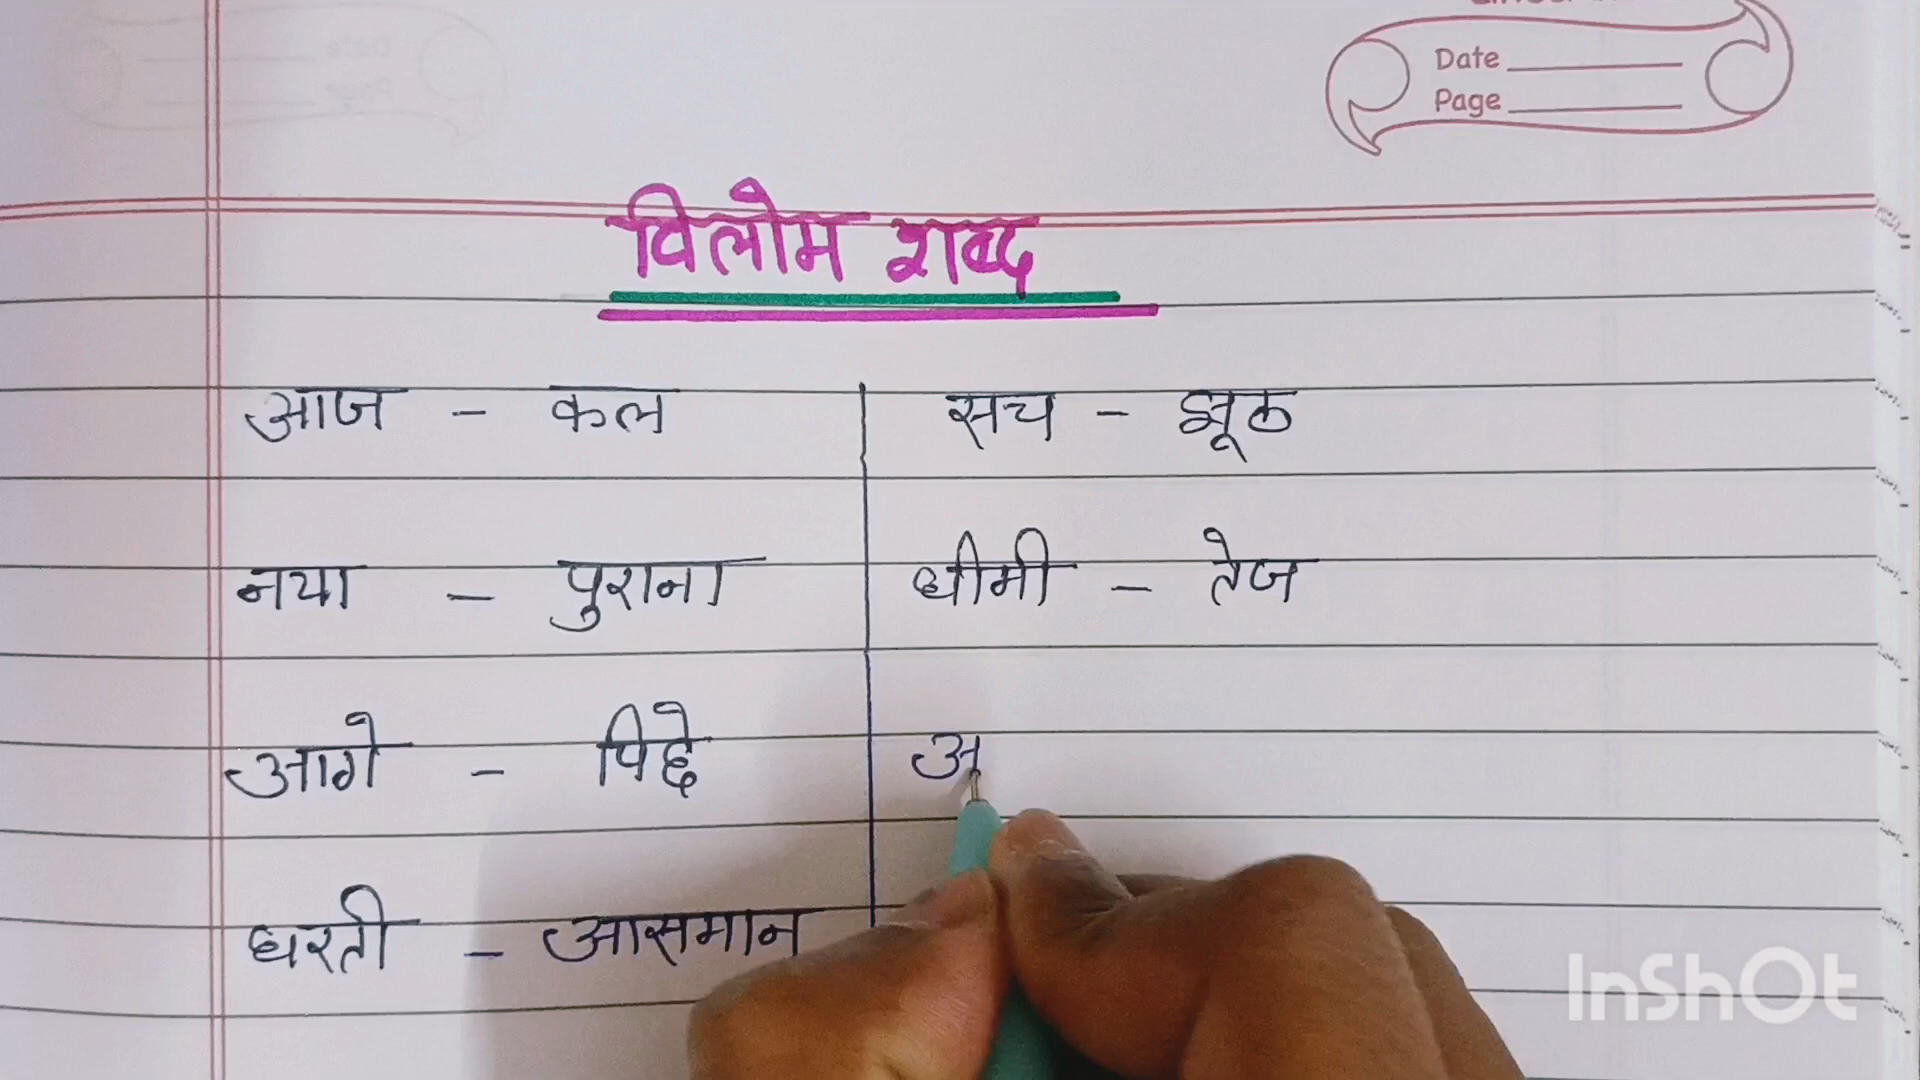 Date
Page
विलोम शब्द
आज - कल
सच - झूठ
नया - पुराना
धीमी - तेज
आगे - पिछे
अ
धरती - आसमान
InShOt